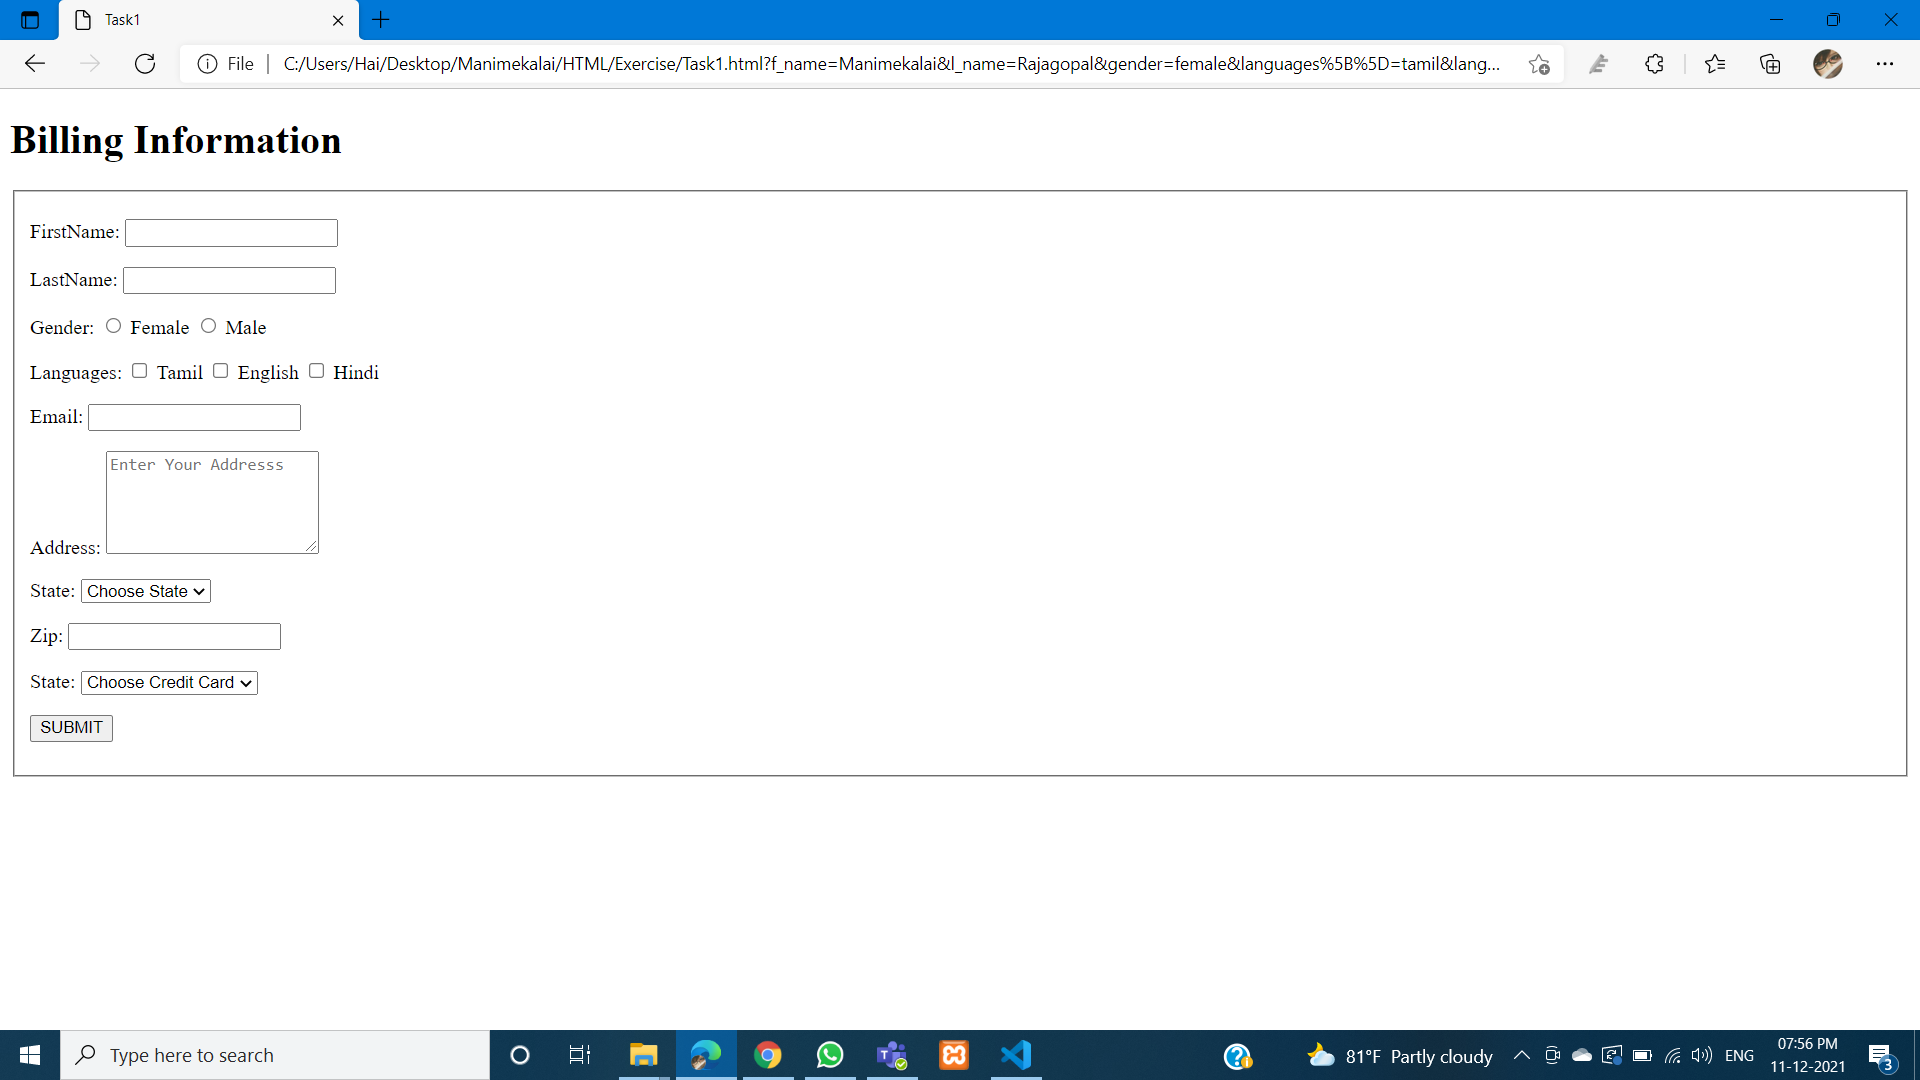 Task1
File
C:/Users/Hai/Desktop/Manimekalai/HTML/Exercise/Task1.html?f_name=Manimekalai&l_name=Rajagopal&gender=female&languages%5B%5D=tamil&lang...
Billing Information
FirstName:
LastName:
Gender: Female Male
Languages: Tamil English Hindi
Email:
Enter Your Addresss
Address:
State: Choose State
Zip:
State: Choose Credit Card
SUBMIT
Type here to search
81°F Partly cloudy
ENG
07:56 PM
11-12-2021
3